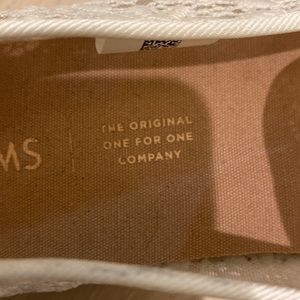 MS
THE ORIGINAL
ONE FOR ONE
COMPANY